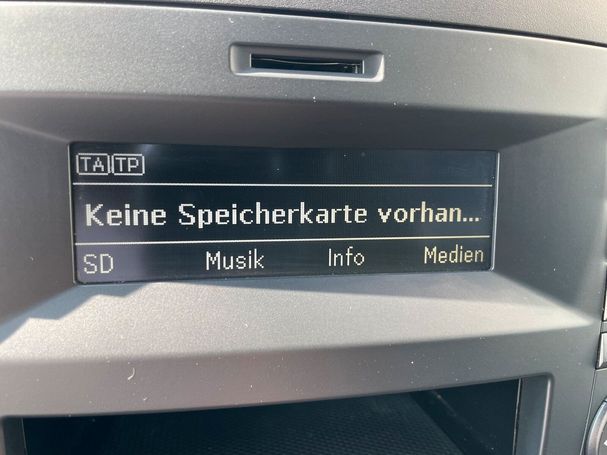 TA TP
Keine Speicherkarte vorhan...
SD Musik Info Medien